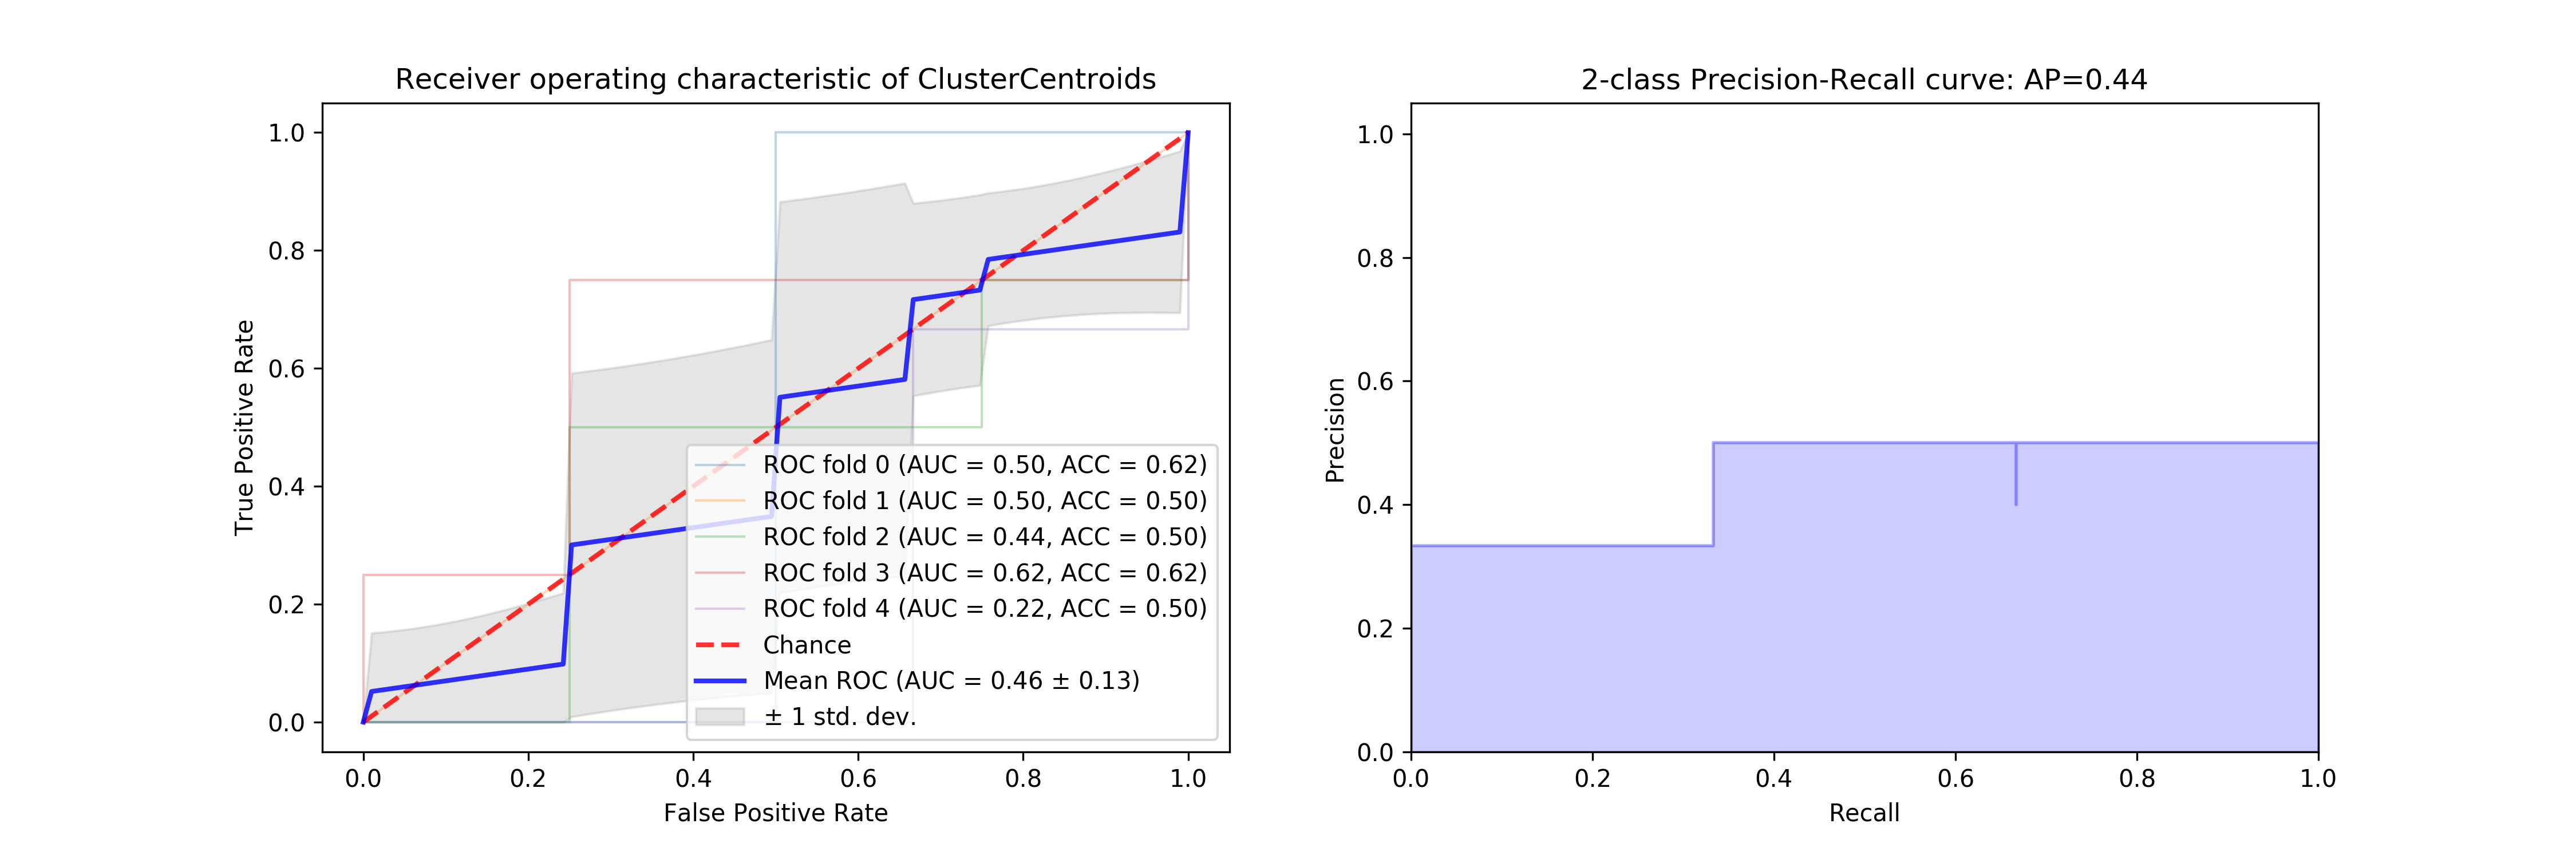 Receiver operating characteristic of ClusterCentroids
True Positive Rate
1.0
0.8
0.6
0.4
0.2
0.0
ROC fold 0 (AUC = 0.50, ACC = 0.62)
ROC fold 1 (AUC = 0.50, ACC = 0.50)
ROC fold 2 (AUC = 0.44, ACC = 0.50)
ROC fold 3 (AUC = 0.62, ACC = 0.62)
ROC fold 4 (AUC = 0.22, ACC = 0.50)
Chance
Mean ROC (AUC = 0.46 ± 0.13)
± 1 std. dev.
0.0 0.2 0.4 0.6 0.8 1.0
False Positive Rate
2-class Precision-Recall curve: AP=0.44
Precision
1.0
0.8
0.6
0.4
0.2
0.0
0.0 0.2 0.4 0.6 0.8 1.0
Recall